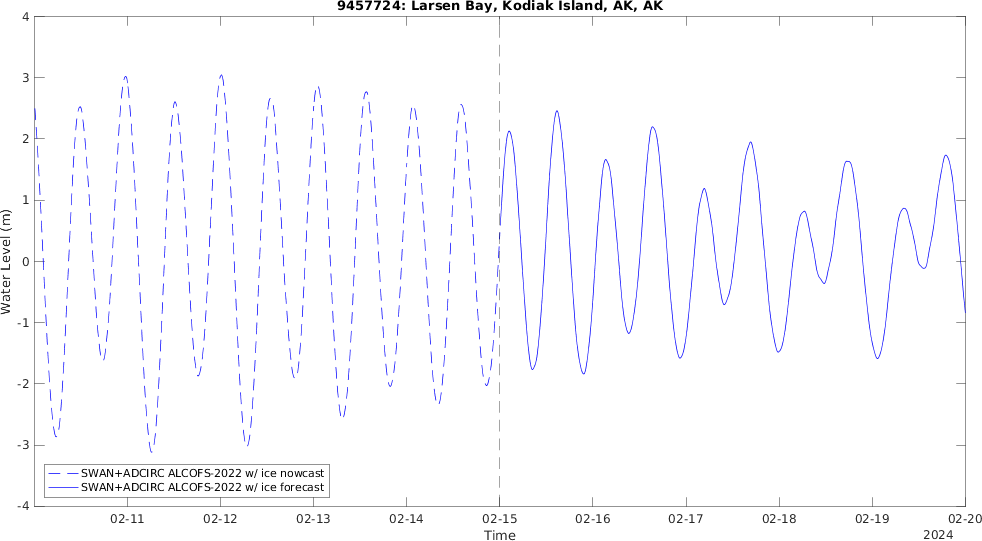 9457724: Larsen Bay, Kodiak Island, AK, AK
4
3
2
1
0
-1
-2
-3
-4
Water Level (m)
SWAN+ADCIRC ALCOFS-2022 w/ ice nowcast
SWAN+ADCIRC ALCOFS-2022 w/ ice forecast
02-11 02-12 02-13 02-14 02-15 02-16 02-17 02-18 02-19 02-20
Time
2024